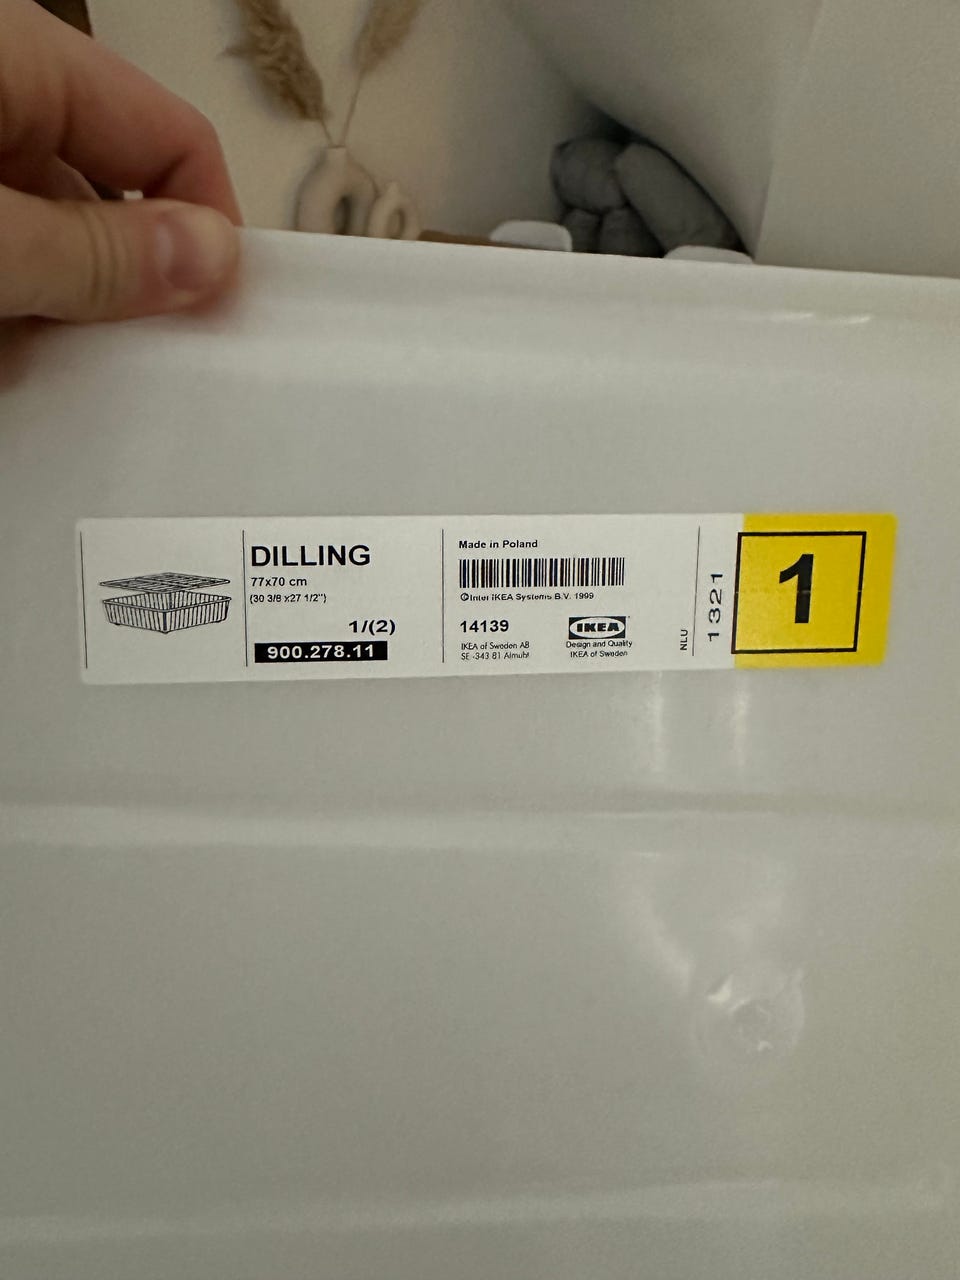 DILLING
77x70 cm
(30 3/8 x27 1/2")
1/(2)
900.278.11
Made in Poland
©Inter IKEA Systems B.V. 1999
14139
IKEA of Sweden AB
SE -343 81 Älmuht
IKEA
Design and Quality
IKEA of Sweden
NLU
1321
1